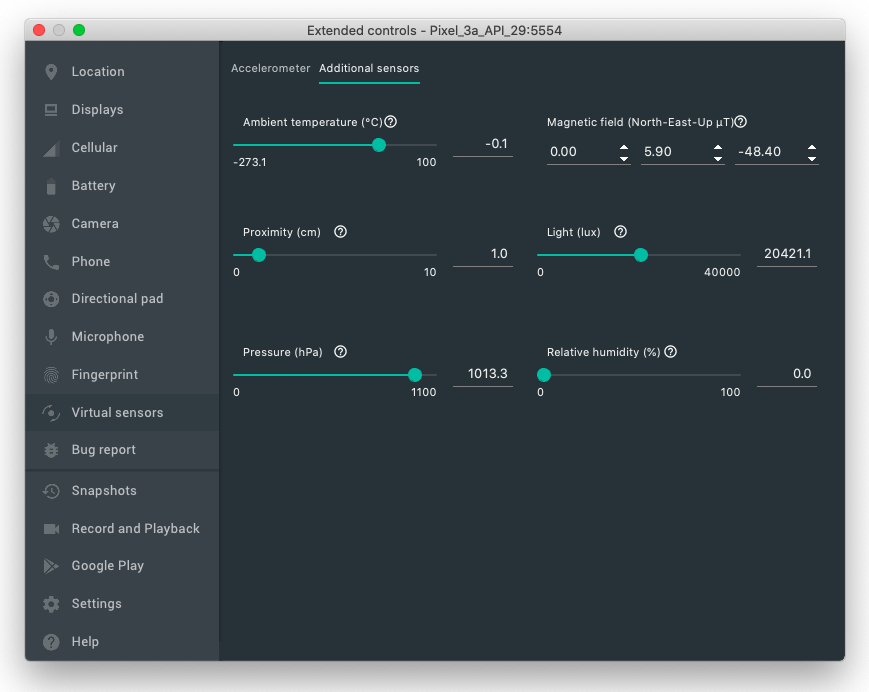 Extended controls - Pixel_3a_API_29:5554
Location
Displays
Cellular
Battery
Camera
Phone
Directional pad
Microphone
Fingerprint
Virtual sensors
Bug report
Snapshots
Record and Playback
Google Play
Settings
Help
Accelerometer Additional sensors
Ambient temperature (°C) ?
-0.1
-273.1 100
Magnetic field (North-East-Up µT) ?
0.00 5.90 -48.40
Proximity (cm) ?
1.0
0 10
Light (lux) ?
20421.1
0 40000
Pressure (hPa) ?
1013.3
0 1100
Relative humidity (%) ?
0.0
0 100